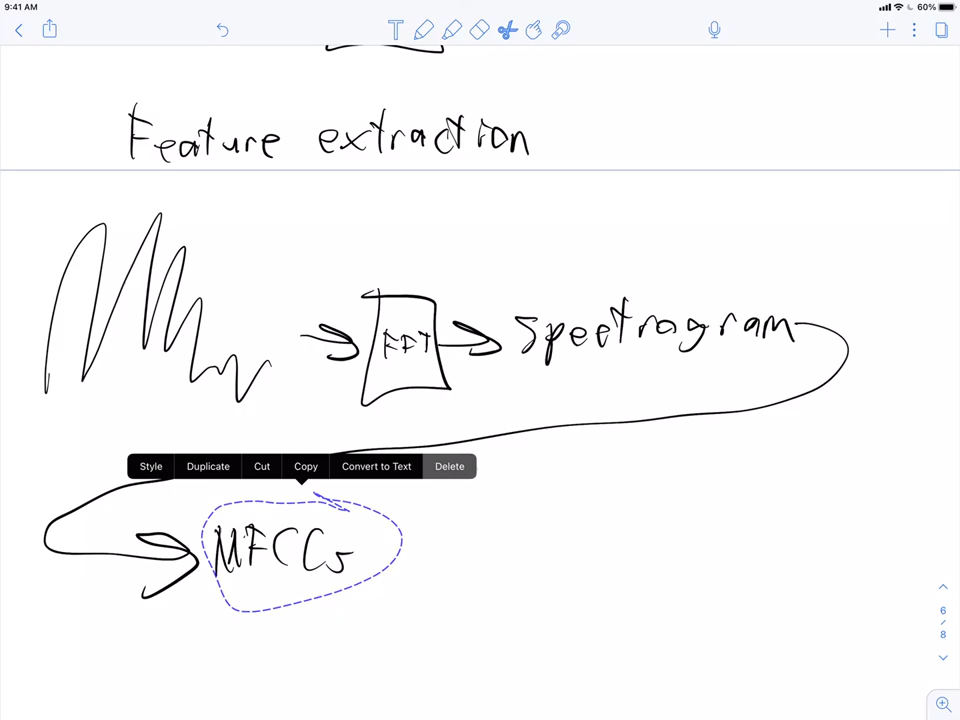 9:41 AM
60%
T
Feature extraction
FFT
Spectrogram
Style Duplicate Cut Copy Convert to Text Delete
MFCCs
6
/
8